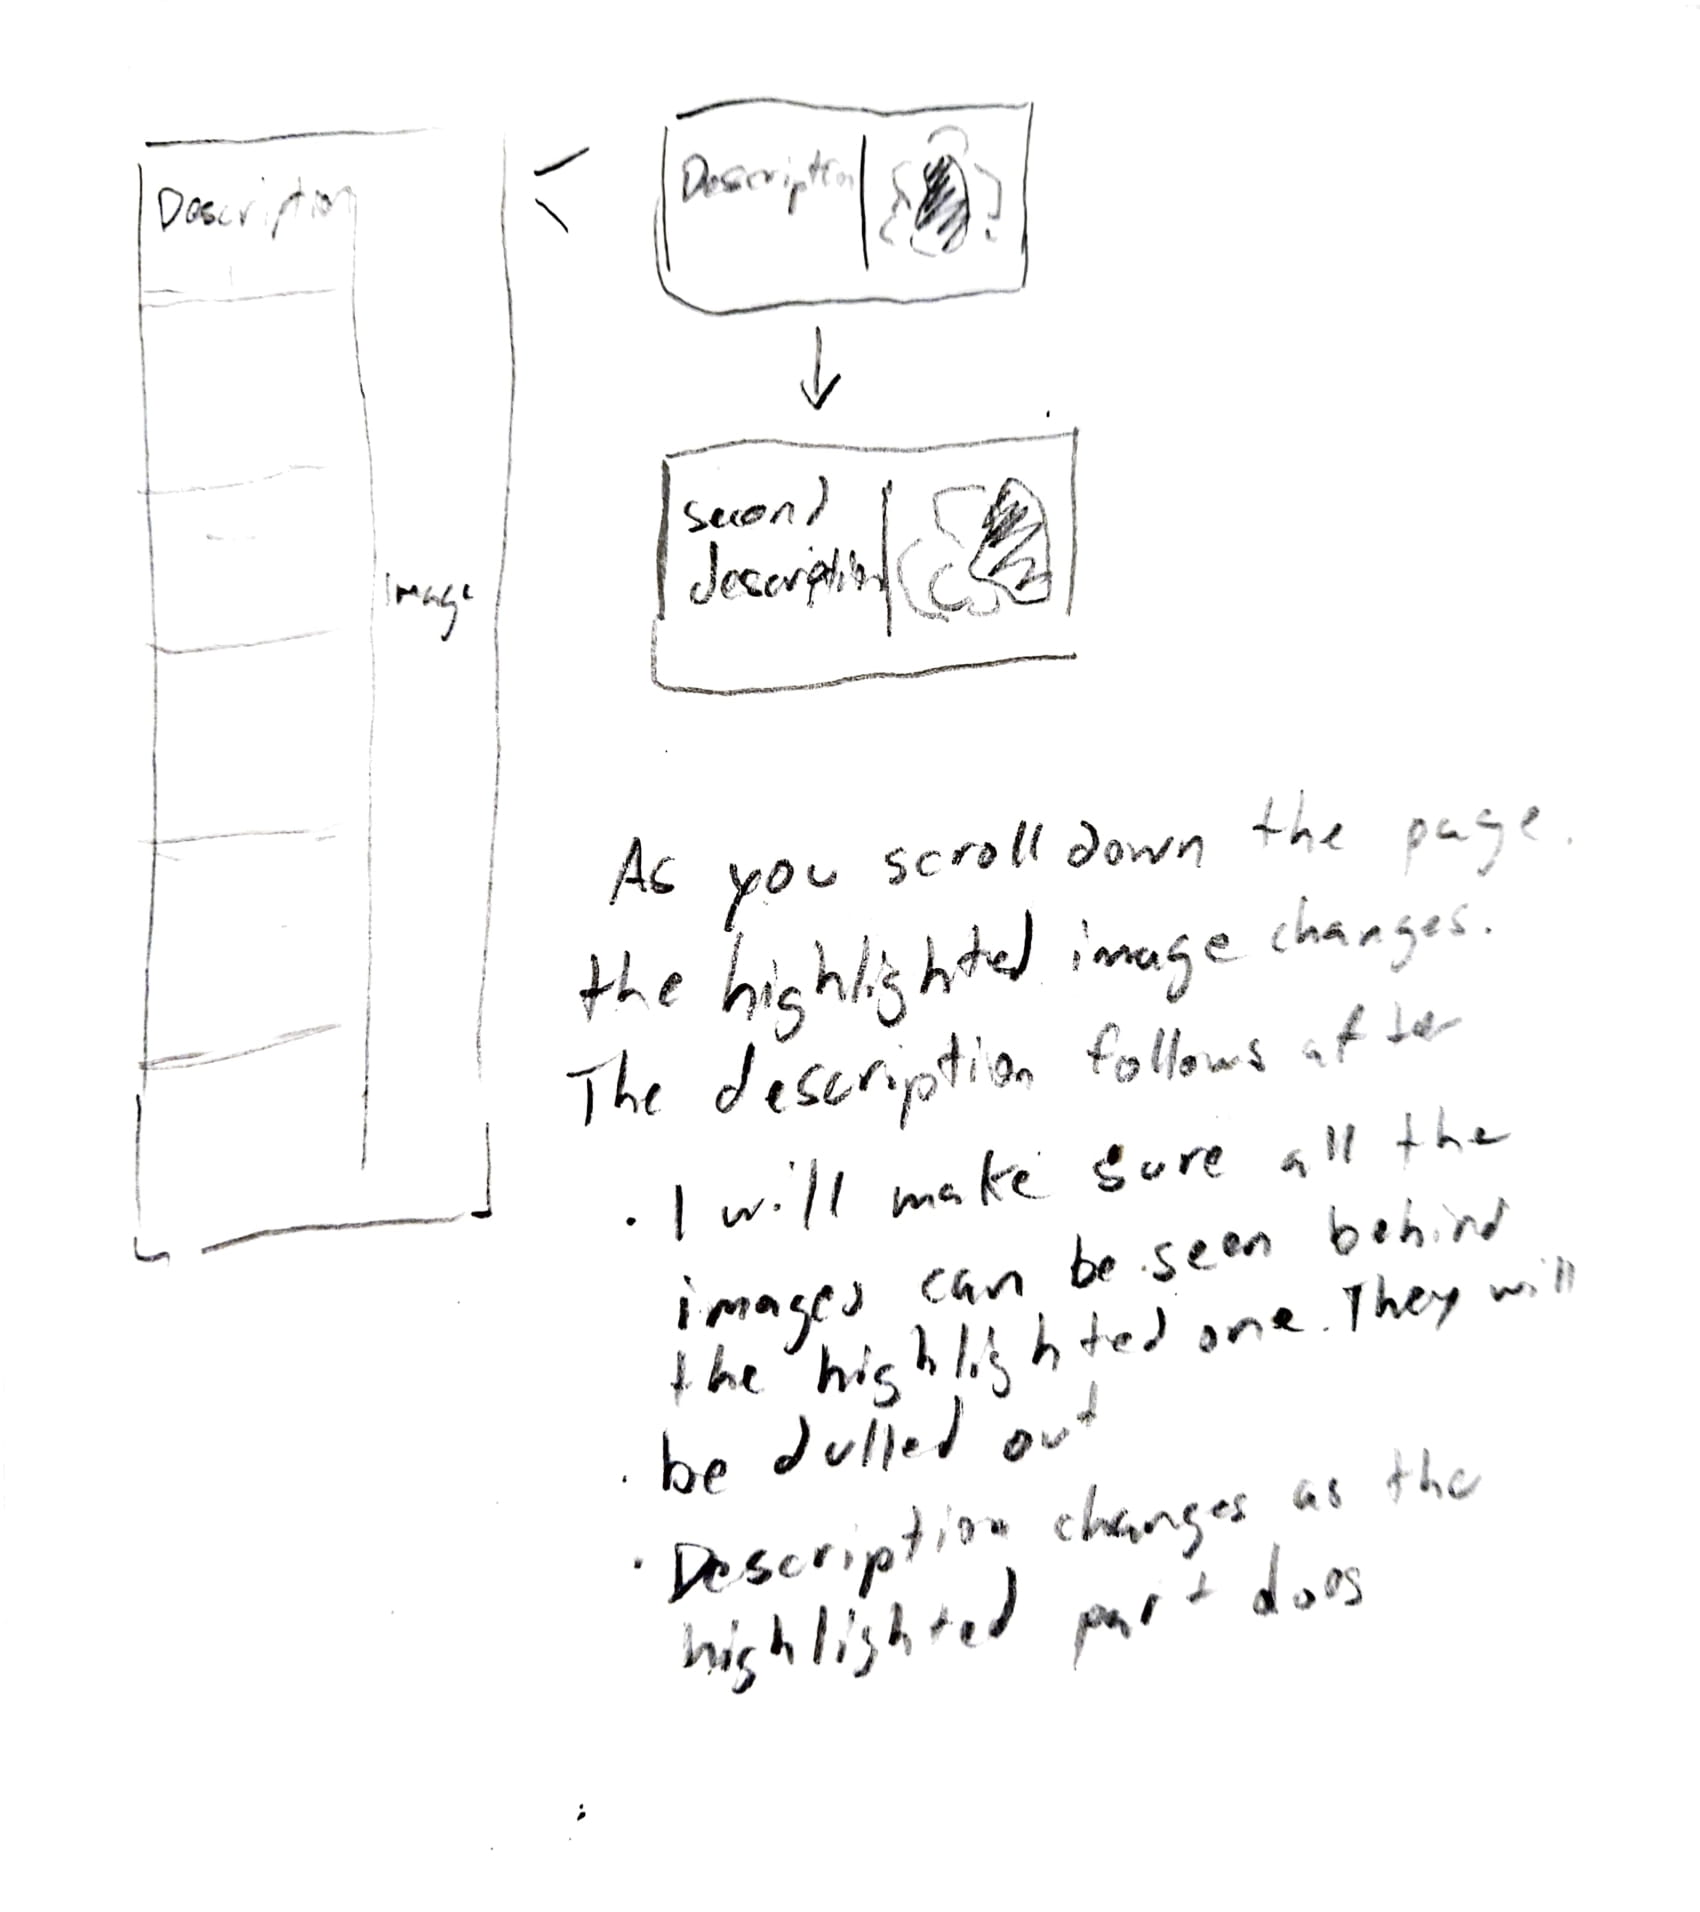 Description
image
Description
second
description
As you scroll down the page.
the highlighted image changes.
The description follows after
· I will make sure all the
images can be seen behind
the highlighted one. They will
· be dulled out
· Description changes as the
highlighted part does